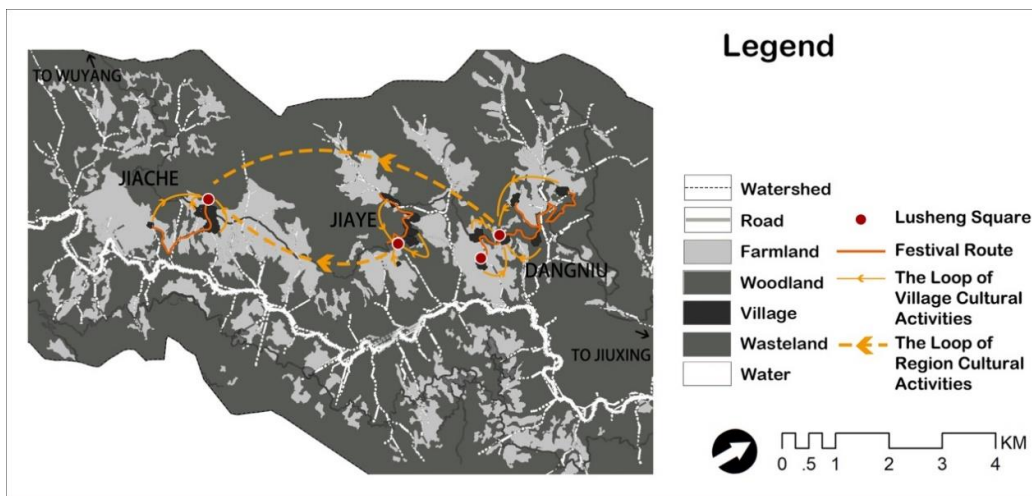 Legend
TO WUYANG
JIACHE
JIAYE
DANGNIU
TO JIUXING
Watershed
Road
Farmland
Woodland
Village
Wasteland
Water
Lusheng Square
Festival Route
The Loop of
Village Cultural
Activities
The Loop of
Region Cultural
Activities
KM
0 .5 1 2 3 4